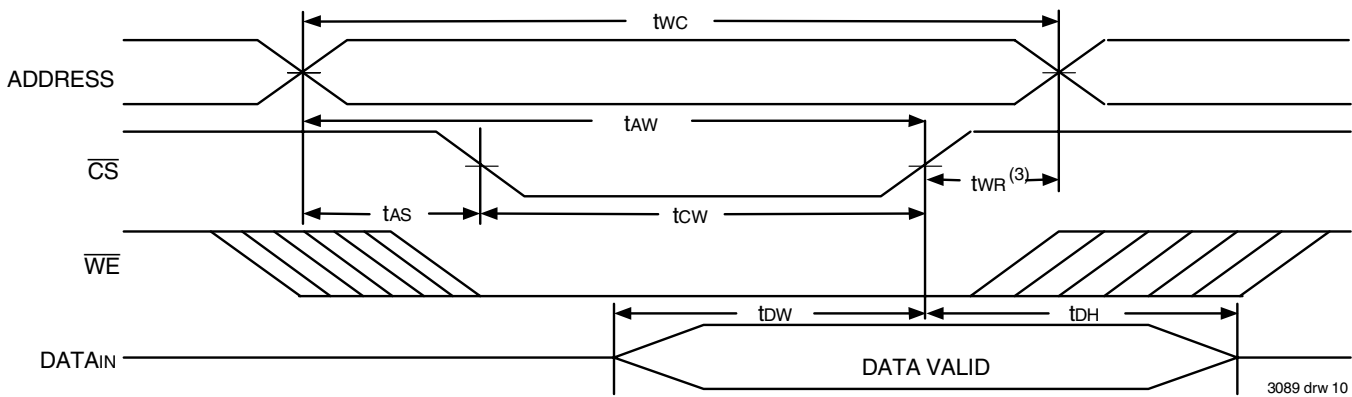 tWC
ADDRESS
tAW
CS
tWR (3)
tAS
tCW
WE
tDW
tDH
DATAIN
DATA VALID
3089 drw 10